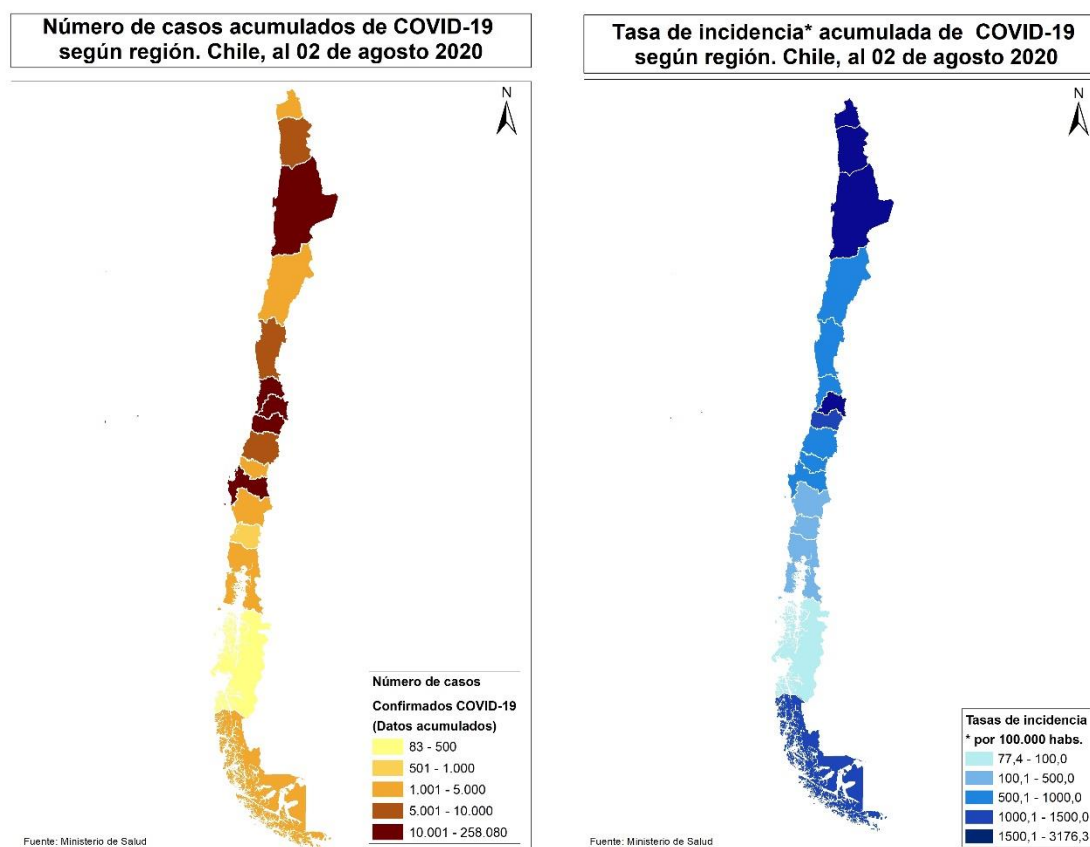 Número de casos acumulados de COVID-19
según región. Chile, al 02 de agosto 2020
N
Número de casos
Confirmados COVID-19
(Datos acumulados)
83 - 500
501 - 1.000
1.001 - 5.000
5.001 - 10.000
10.001 - 258.080
Fuente: Ministerio de Salud
Tasa de incidencia* acumulada de COVID-19
según región. Chile, al 02 de agosto 2020
N
Tasas de incidencia
* por 100.000 habs.
77,4 - 100,0
100,1 - 500,0
500,1 - 1000,0
1000,1 - 1500,0
1500,1 - 3176,3
Fuente: Ministerio de Salud